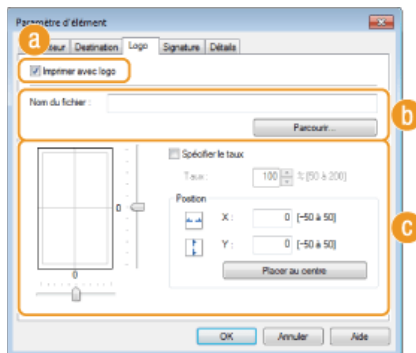 Paramètre d'élément
a
Destination Logo Signature Détails
Imprimer avec logo
Nom du fichier :
b
Parcourir...
Spécifier le taux
Taux: 100 % [50 à 200]
Position
0
X : 0 [-50 à 50]
c
Y : 0 [-50 à 50]
Placer au centre
0
OK Annuler Aide